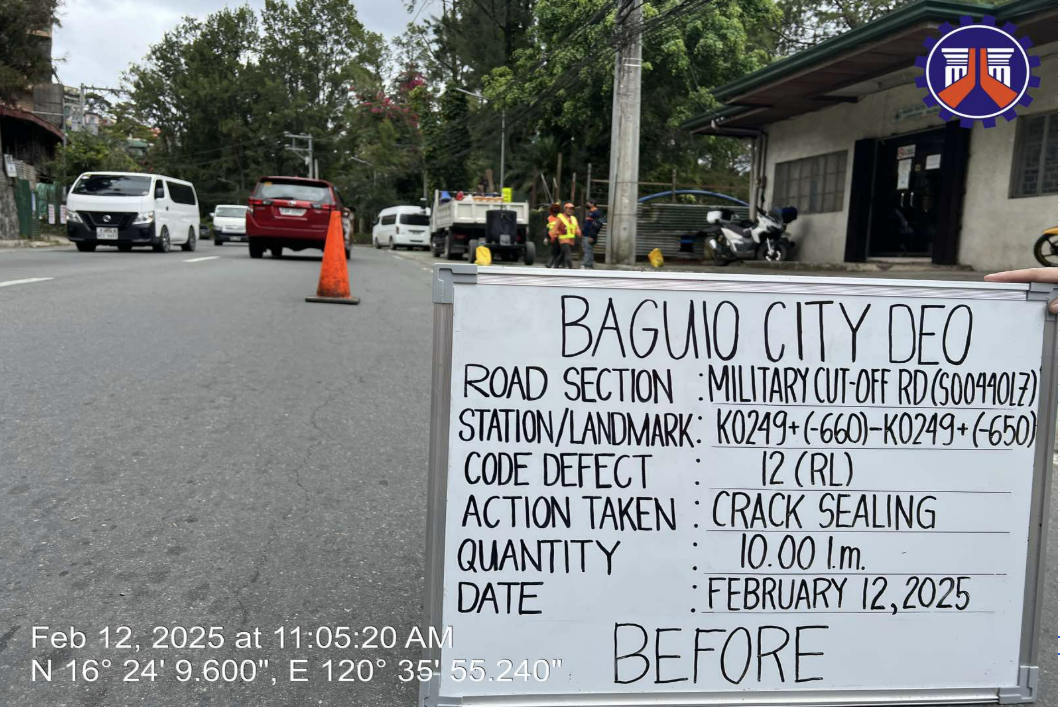 BAGUIO CITY DEO
ROAD SECTION : MILITARY CUT-OFF RD (S00440LZ)
STATION/LANDMARK: K0249+(-660)-K0249+(-650)
CODE DEFECT : 12 (RL)
ACTION TAKEN : CRACK SEALING
QUANTITY : 10.00 l.m.
DATE : FEBRUARY 12, 2025
BEFORE
Feb 12, 2025 at 11:05:20 AM
N 16° 24' 9.600", E 120° 35' 55.240"